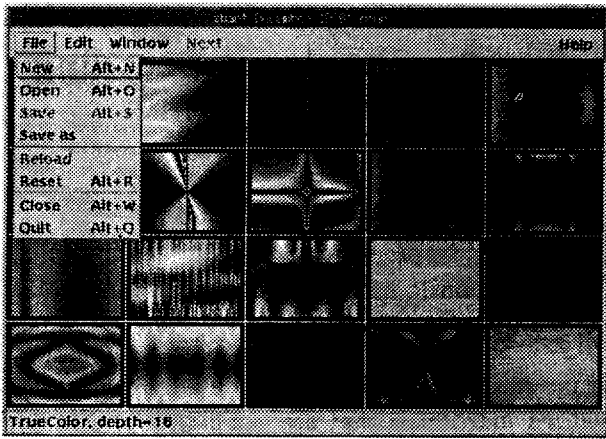 File Edit Window Next Help
New Alt+N
Open Alt+O
Save Alt+S
Save as
Reload
Reset Alt+R
Close Alt+W
Quit Alt+Q
TrueColor, depth=16